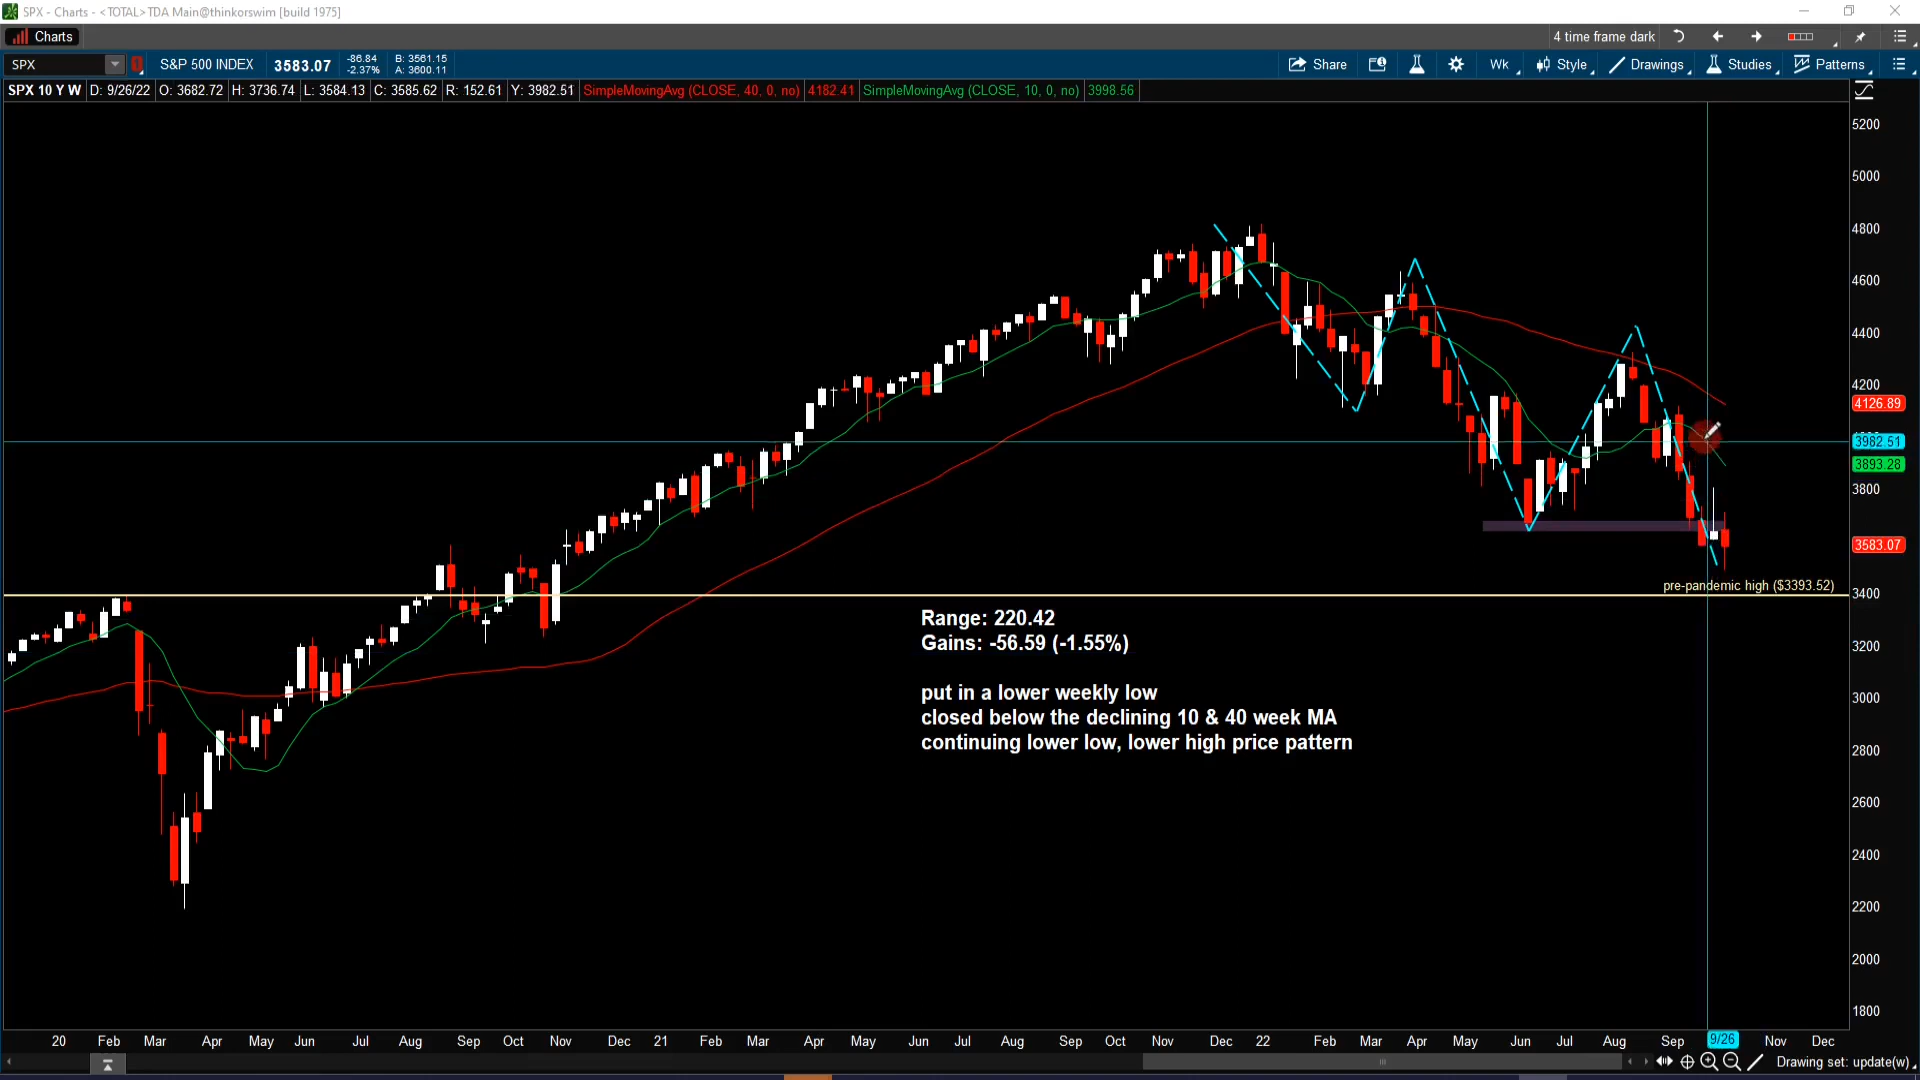 SPX - Charts - <TOTAL> TDA Main@thinkorswim [build 1975]
Charts
4 time frame dark
SPX
S&P 500 INDEX
3583.07
-86.84
-2.37%
B: 3561.15
A: 3600.11
Share
Wk
Style
Drawings
Studies
Patterns
SPX 10 Y W
D: 9/26/22
O: 3682.72
H: 3736.74
L: 3584.13
C: 3585.62
R: 152.61
Y: 3982.51
SimpleMovingAvg (CLOSE, 40, 0, no)
4182.41
SimpleMovingAvg (CLOSE, 10, 0, no)
3998.56
5200
5000
4800
4600
4400
4200
4126.89
3982.51
3893.28
3800
3583.07
pre-pandemic high ($3393.52)
3400
Range: 220.42
Gains: -56.59 (-1.55%)
put in a lower weekly low
closed below the declining 10 & 40 week MA
continuing lower low, lower high price pattern
3200
3000
2800
2600
2400
2200
2000
1800
20 Feb Mar Apr May Jun Jul Aug Sep Oct Nov Dec 21 Feb Mar Apr May Jun Jul Aug Sep Oct Nov Dec 22 Feb Mar Apr May Jun Jul Aug Sep 9/26 Nov Dec
Drawing set: update(w)